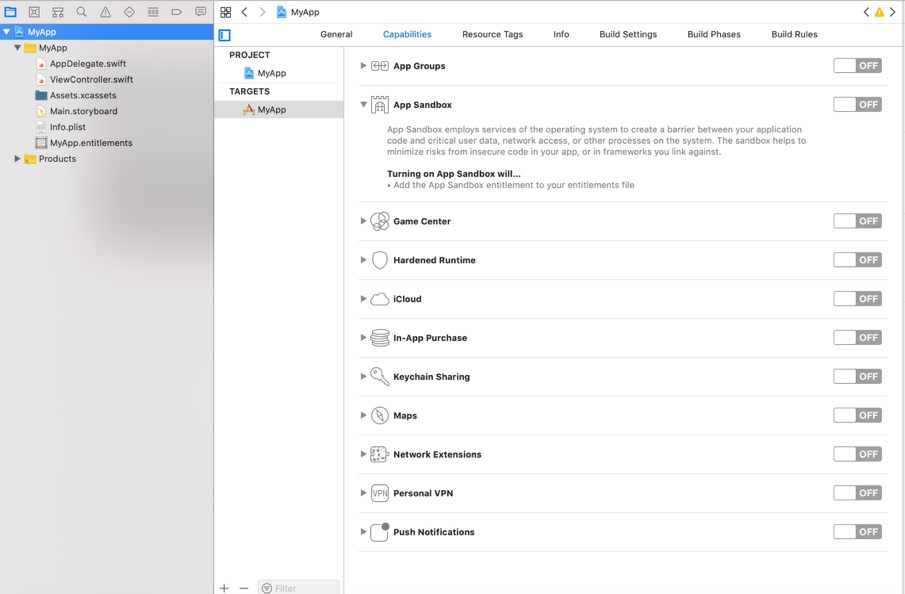 MyApp
General
Capabilities
Resource Tags
Info
Build Settings
Build Phases
Build Rules
MyApp
MyApp
AppDelegate.swift
ViewController.swift
Assets.xcassets
Main.storyboard
Info.plist
MyApp.entitlements
Products
PROJECT
MyApp
TARGETS
MyApp
App Groups
OFF
App Sandbox
OFF
App Sandbox employs services of the operating system to create a barrier between your application
code and critical user data, network access, or other processes on the system. The sandbox helps to
minimize risks from insecure code in your app, or in frameworks you link against.
Turning on App Sandbox will...
• Add the App Sandbox entitlement to your entitlements file
Game Center
OFF
Hardened Runtime
OFF
iCloud
OFF
In-App Purchase
OFF
Keychain Sharing
OFF
Maps
OFF
Network Extensions
OFF
VPN
Personal VPN
OFF
Push Notifications
OFF
Filter